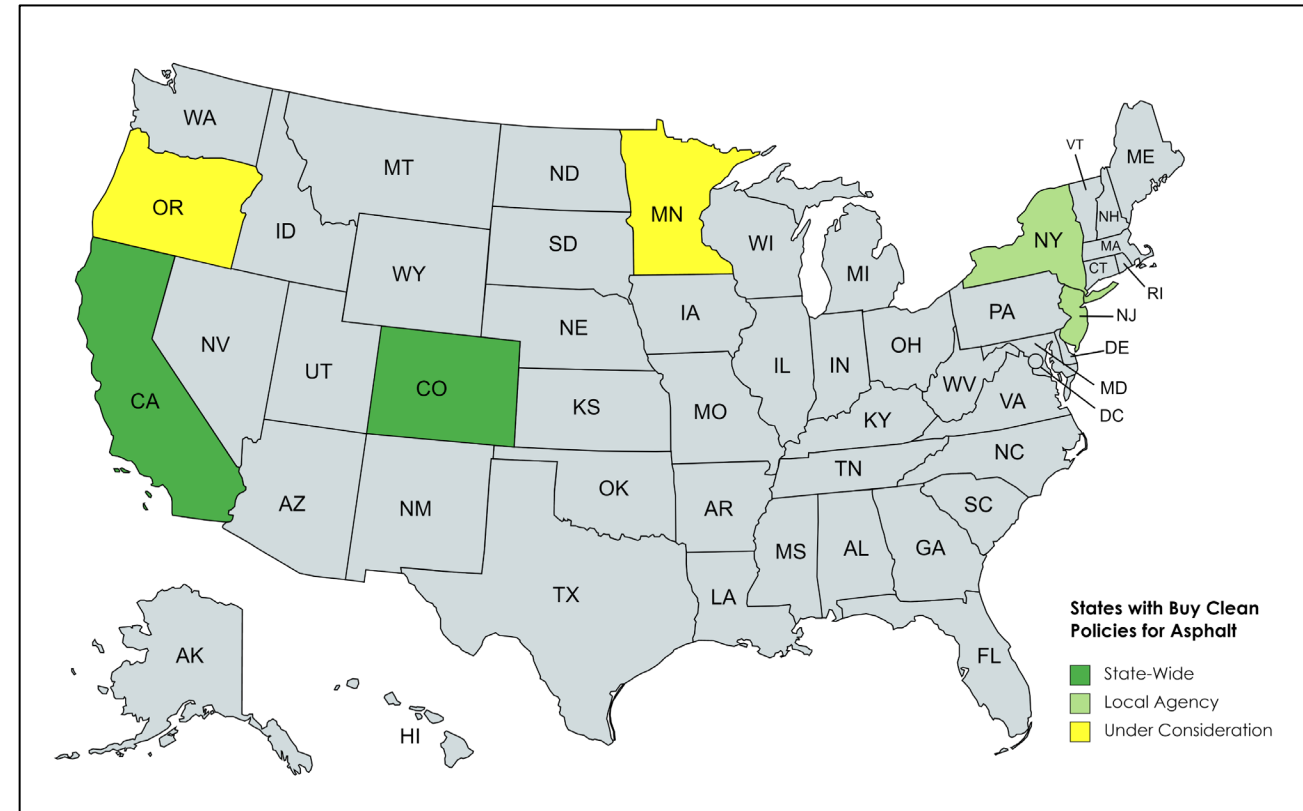 WA
MT
ND
MN
OR
ID
SD
WI
MI
WY
IA
NE
NV
UT
CO
CA
KS
MO
IL
IN
OH
KY
WV
VA
PA
NY
VT
NH
ME
MA
CT
RI
NJ
DE
MD
DC
NC
TN
SC
AZ
NM
OK
AR
MS
AL
GA
TX
LA
FL
AK
HI
States with Buy Clean
Policies for Asphalt
State-Wide
Local Agency
Under Consideration